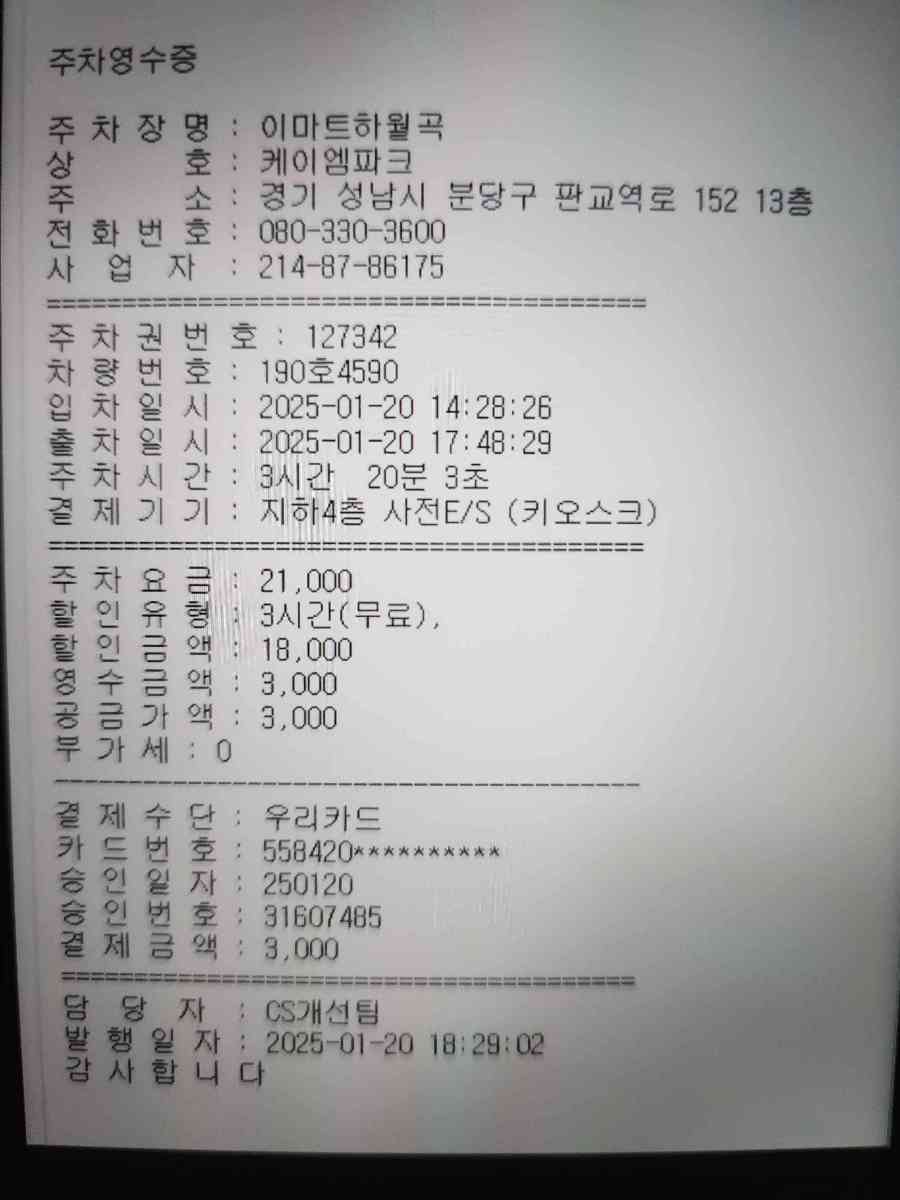 주차영수증
주 차 장 명 : 이마트하월곡
상 호 : 케이엠파크
주 소 : 경기 성남시 분당구 판교역로 152 13층
전 화 번 호 : 080-330-3600
사 업 자 : 214-87-86175
======================================
주 차 권 번 호 : 127342
차 량 번 호 : 190호4590
입 차 일 시 : 2025-01-20 14:28:26
출 차 일 시 : 2025-01-20 17:48:29
주 차 시 간 : 3시간 20분 3초
결 제 기 기 : 지하4층 사전E/S (키오스크)
======================================
주 차 요 금 : 21,000
할 인 유 형 : 3시간(무료),
할 인 금 액 : 18,000
영 수 금 액 : 3,000
공 급 가 액 : 3,000
부 가 세 : 0
--------------------------------------
결 제 수 단 : 우리카드
카 드 번 호 : 558420**********
승 인 일 자 : 250120
승 인 번 호 : 31607485
결 제 금 액 : 3,000
======================================
담 당 자 : CS개선팀
발 행 일 자 : 2025-01-20 18:29:02
감 사 합 니 다